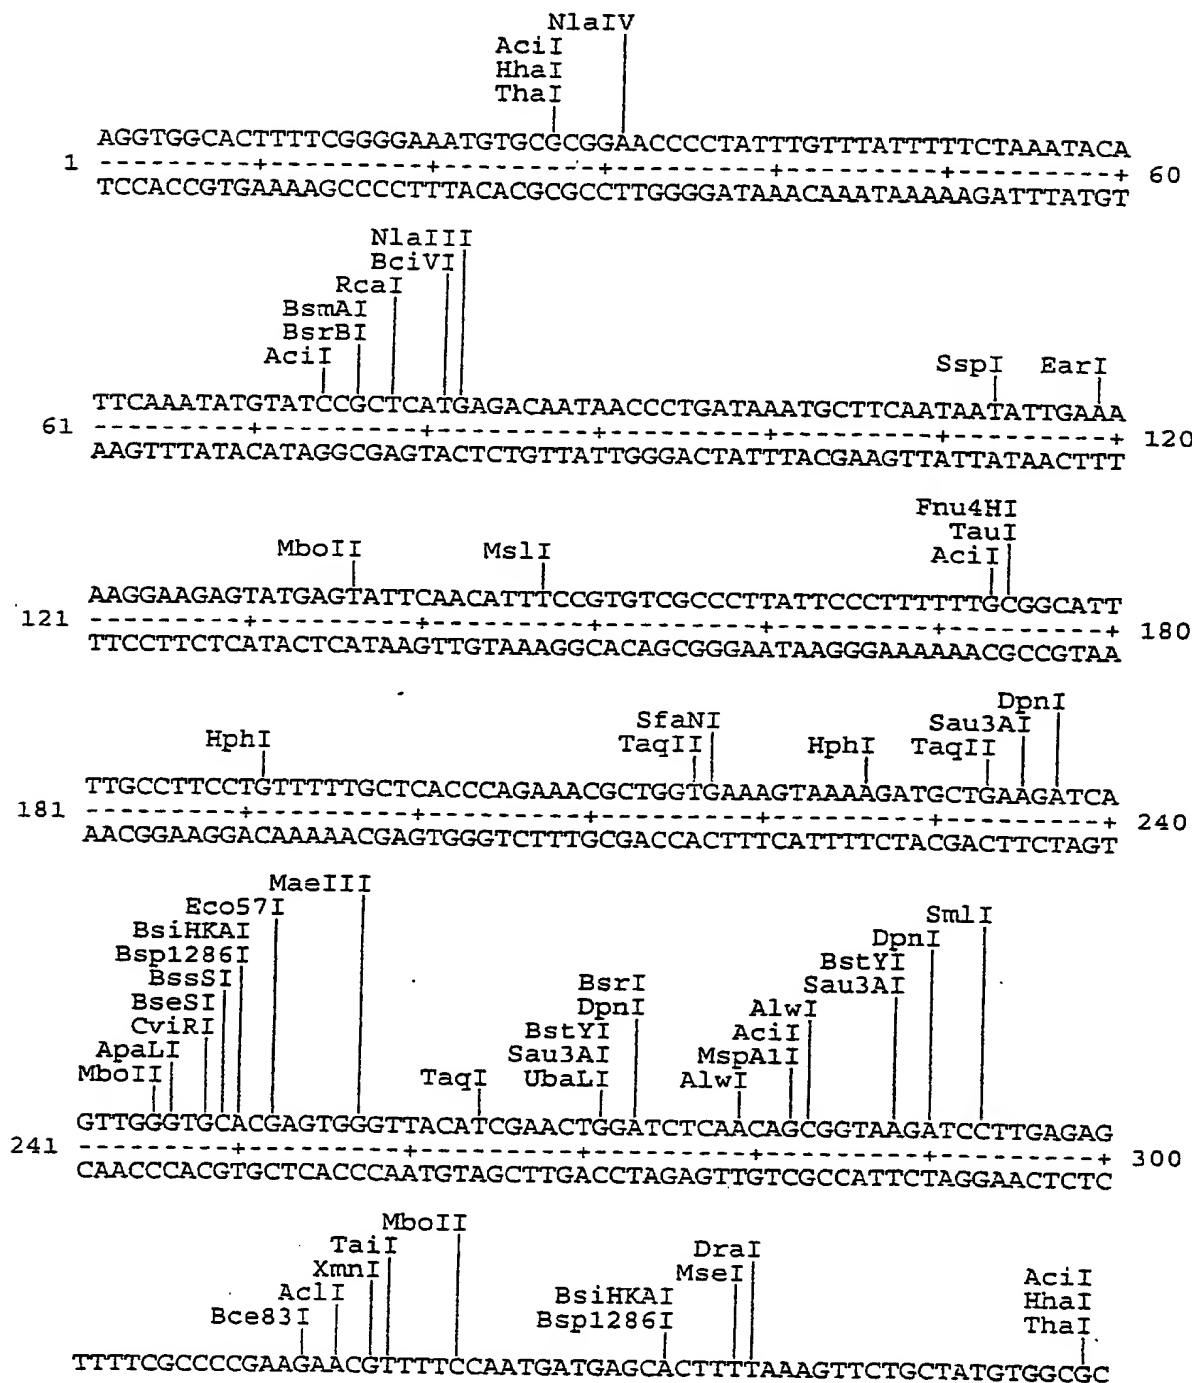 NlaIV
AciI
HhaI
ThaI
AGGTGGCACTTTTCGGGGAAATGTGCGCGGAACCCCTATTTGTTTATTTTTCTAAATACA
1 ---------+---------+---------+---------+---------+---------+ 60
TCCACCGTGAAAAGCCCCTTTACACGCGCCTTGGGGATAAACAAATAAAAAGATTTATGT
NlaIII
BciVI
RcaI
BsmAI
BsrBI
AciI SspI EarI
TTCAAATATGTATCCGCTCATGAGACAATAACCCTGATAAATGCTTCAATAATATTGAAA
61 ---------+---------+---------+---------+---------+---------+ 120
AAGTTTATACATAGGCGAGTACTCTGTTATTGGGACTATTTACGAAGTTATTATAACTTT
Fnu4HI
TauI
MboII MslI AciI
AAGGAAGAGTATGAGTATTCAACATTTCCGTGTCGCCCTTATTCCCTTTTTTGCGGCATT
121 ---------+---------+---------+---------+---------+---------+ 180
TTCCTTCTCATACTCATAAGTTGTAAAGGCACAGCGGGAATAAGGGAAAAAACGCCGTAA
DpnI
SfaNI Sau3AI
HphI TaqII HphI TaqII
TTGCCTTCCTGTTTTTGCTCACCCAGAAACGCTGGTGAAAGTAAAAGATGCTGAAGATCA
181 ---------+---------+---------+---------+---------+---------+ 240
AACGGAAGGACAAAAACGAGTGGGTCTTTGCGACCACTTTCATTTTCTACGACTTCTAGT
MaeIII
Eco57I SmlI
BsiHKAI DpnI
Bsp1286I BstYI
BssSI BsrI Sau3AI
BseSI DpnI AlwI
CviRI BstYI AciI
ApaLI Sau3AI MspA1I
MboII TaqI UbaLI AlwI
GTTGGGTGCACGAGTGGGTTACATCGAACTGGATCTCAACAGCGGTAAGATCCTTGAGAG
241 ---------+---------+---------+---------+---------+---------+ 300
CAACCCACGTGCTCACCCAATGTAGCTTGACCTAGAGTTGTCGCCATTCTAGGAACTCTC
MboII
TaiI DraI
XmnI MseI AciI
AclI BsiHKAI HhaI
Bce83I Bsp1286I ThaI
TTTTCGCCCCGAAGAACGTTTTCCAATGATGAGCACTTTTAAAGTTCTGCTATGTGGCGC